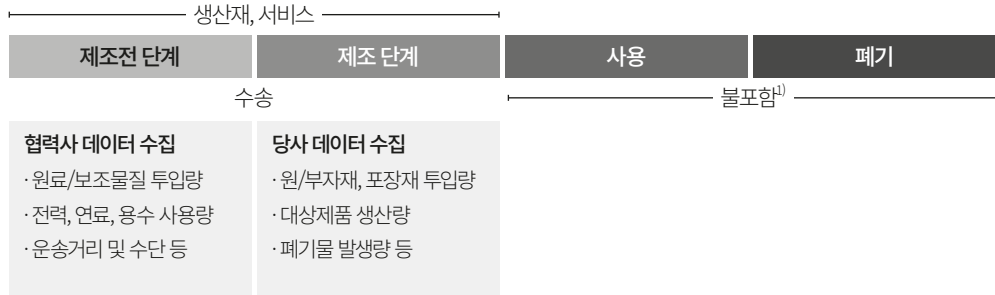 생산재, 서비스
제조전 단계
제조 단계
사용
폐기
수송
불포함1)
협력사 데이터 수집
· 원료/보조물질 투입량
· 전력, 연료, 용수 사용량
· 운송거리 및 수단 등
당사 데이터 수집
· 원/부자재, 포장재 투입량
· 대상제품 생산량
· 폐기물 발생량 등